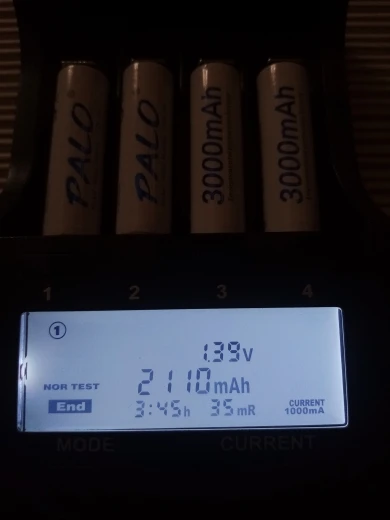 PALO
PALO
3000mAh
3000mAh
1 2 3 4
1
1.39v
NOR TEST
2110mAh
End
3:45h 35mR
CURRENT
1000mA
MODE CURRENT